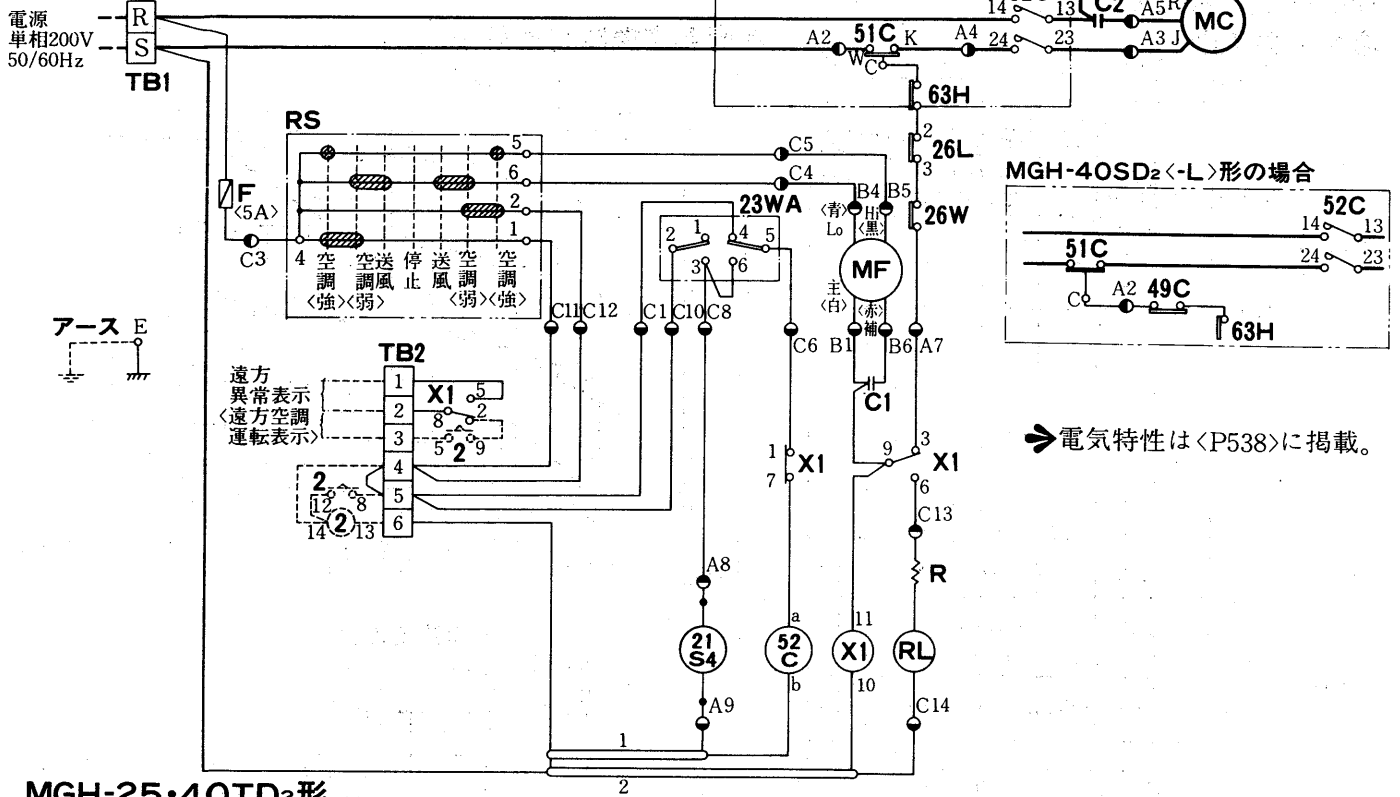 電源
単相200V
50/60Hz
R
S
TB1
14
13
C2
A5
R
MC
A2
51C
K
A4
24
23
A3
J
W
C
63H
RS
5
6
2
1
4
F
〈5A〉
C3
空調〈強〉
空調〈弱〉
送風
停止
送風
空調〈弱〉
空調〈強〉
C5
C4
2
26L
3
26W
23WA
1
2
4
5
3
6
B4
B5
〈青〉
Lo
Hi
〈黒〉
MF
主
〈白〉
〈赤〉
補
C11
C12
C1
C10
C8
C6
B1
B6
A7
C1
MGH-40SD₂〈-L〉形の場合
52C
14
13
51C
24
23
C
A2
49C
63H
アース E
TB2
遠方
異常表示
〈遠方空調
運転表示〉
1
2
3
4
5
6
X1
5
8
2
5
2
9
2
12
8
14
2
13
1
X1
7
9
3
X1
6
C13
R
➔電気特性は〈P538〉に掲載。
A8
21
S4
A9
a
52
C
b
11
X1
10
RL
C14
1
2
MGH-25・40TD₂形